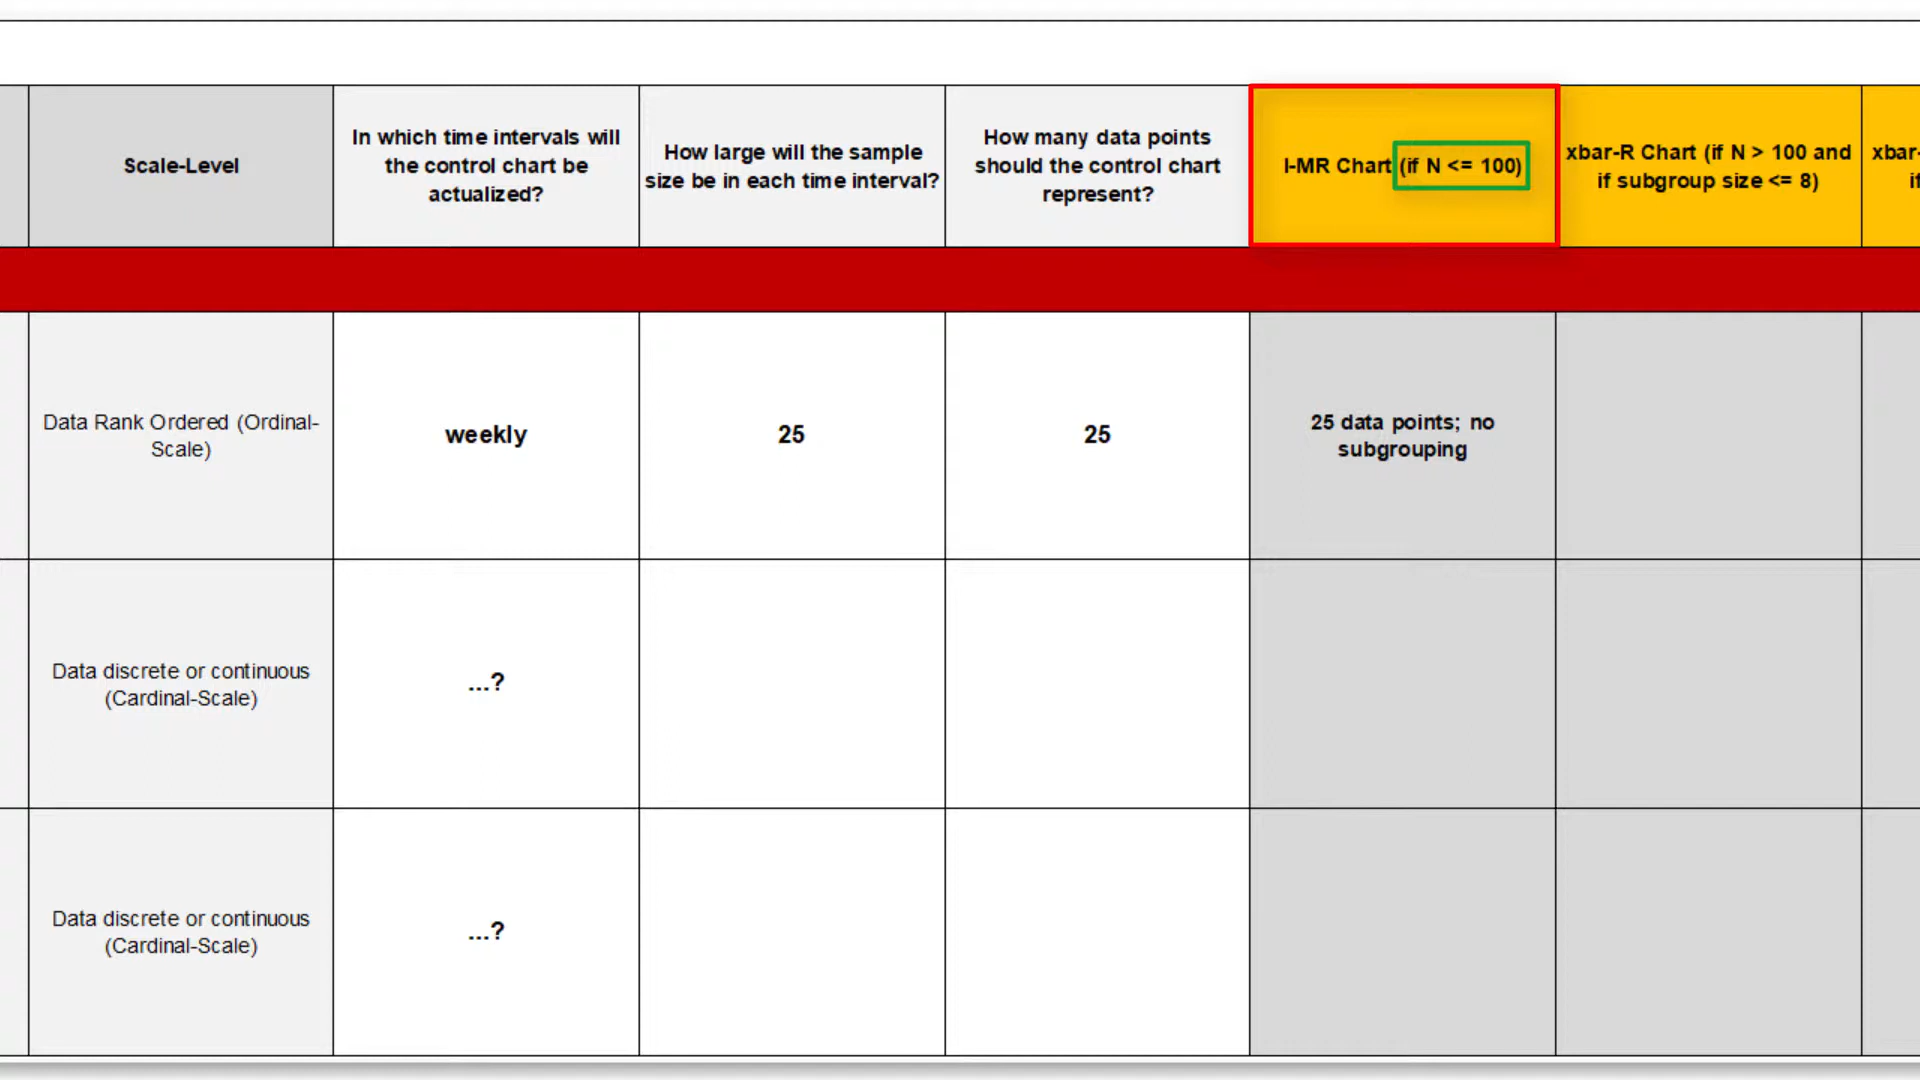 Scale-Level
In which time intervals will
the control chart be
actualized?
How large will the sample
size be in each time interval?
How many data points
should the control chart
represent?
I-MR Chart (if N <= 100)
xbar-R Chart (if N > 100 and
if subgroup size <= 8)
xbar-
if
Data Rank Ordered (Ordinal-
Scale)
weekly
25
25
25 data points; no
subgrouping
Data discrete or continuous
(Cardinal-Scale)
...?
Data discrete or continuous
(Cardinal-Scale)
...?